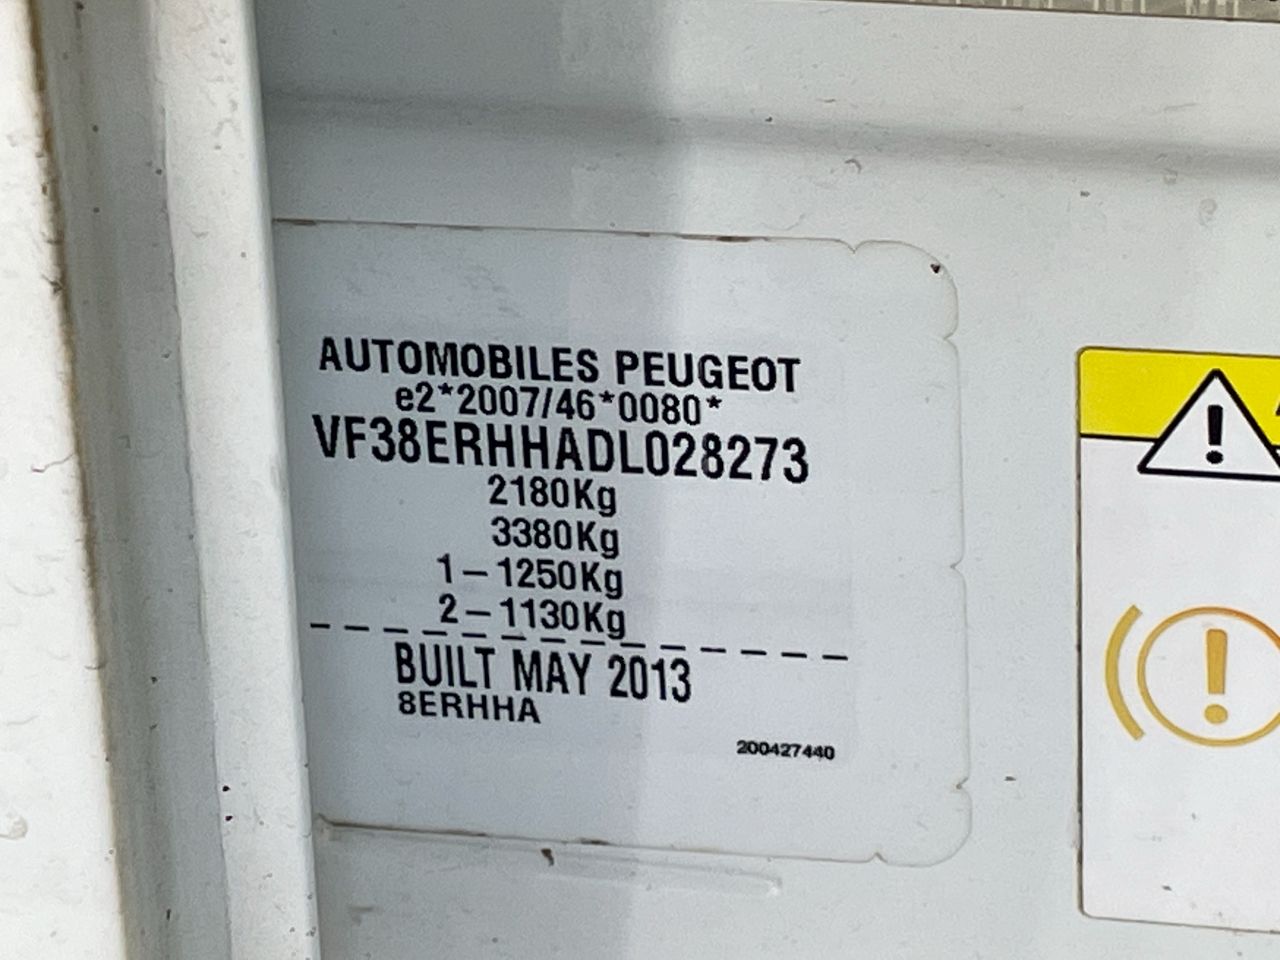 AUTOMOBILES PEUGEOT
e2*2007/46*0080*
VF38ERHHADL028273
2180Kg
3380Kg
1-1250Kg
2-1130Kg
BUILT MAY 2013
8ERHHA
200427440